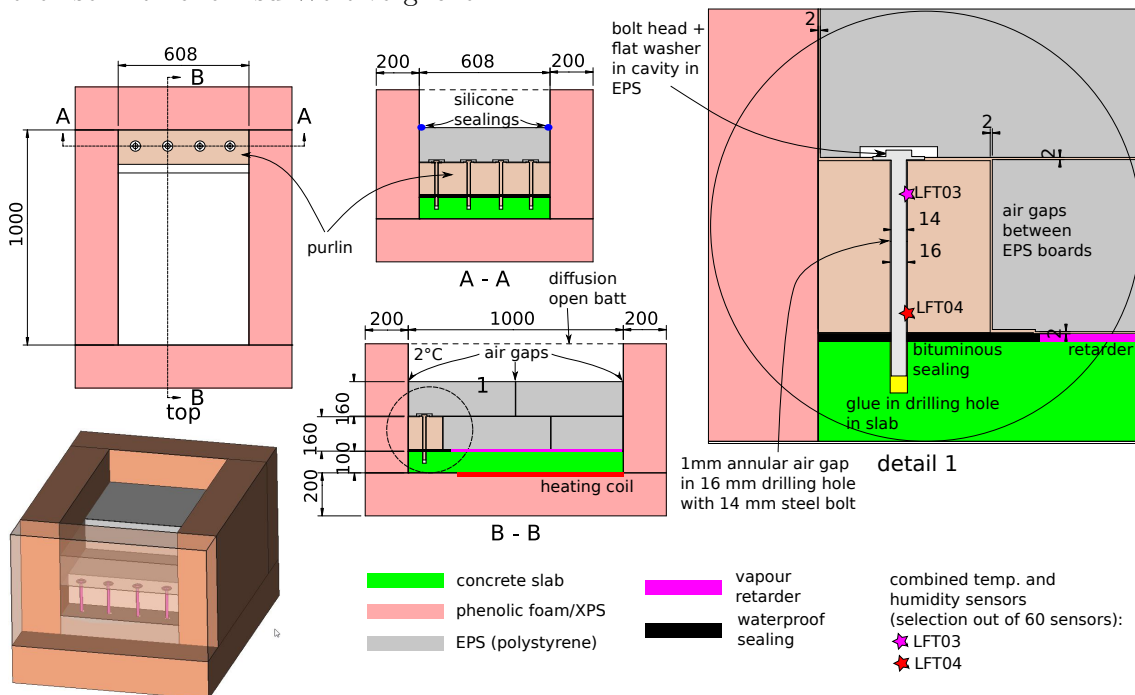 608
B
A
A
1000
purlin
B
top
200
608
200
silicone
sealings
A - A
diffusion
open batt
200
1000
200
2°C
air gaps
1
160
160
100
200
heating coil
B - B
bolt head +
flat washer
in cavity in
EPS
2
2
2
LFT03
14
16
air gaps
between
EPS boards
LFT04
2
bituminous
sealing
retarder
glue in drilling hole
in slab
detail 1
1mm annular air gap
in 16 mm drilling hole
with 14 mm steel bolt
concrete slab
phenolic foam/XPS
EPS (polystyrene)
vapour
retarder
waterproof
sealing
combined temp. and
humidity sensors
(selection out of 60 sensors):
LFT03
LFT04